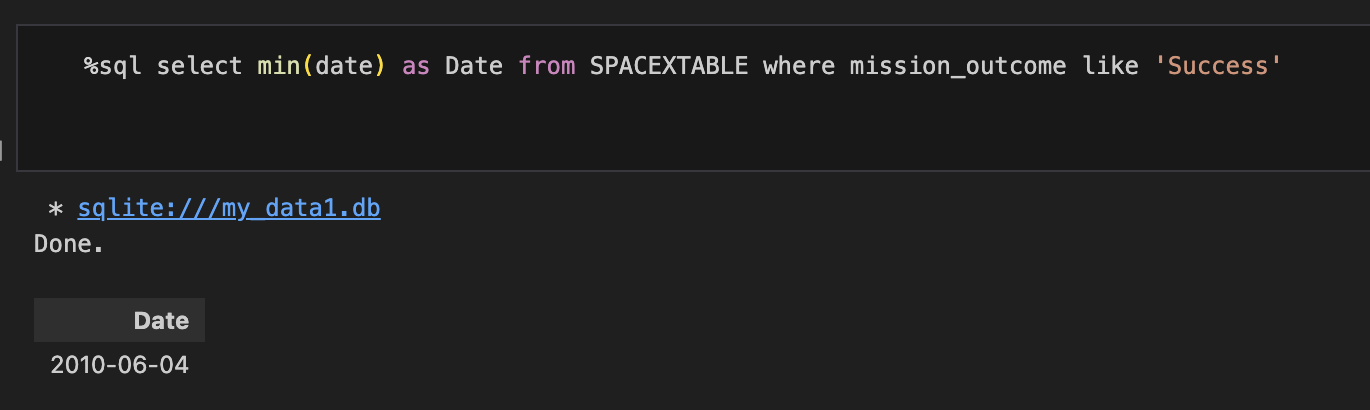 %sql select min(date) as Date from SPACEXTABLE where mission_outcome like 'Success'
* sqlite:///my_data1.db
Done.
Date
2010-06-04